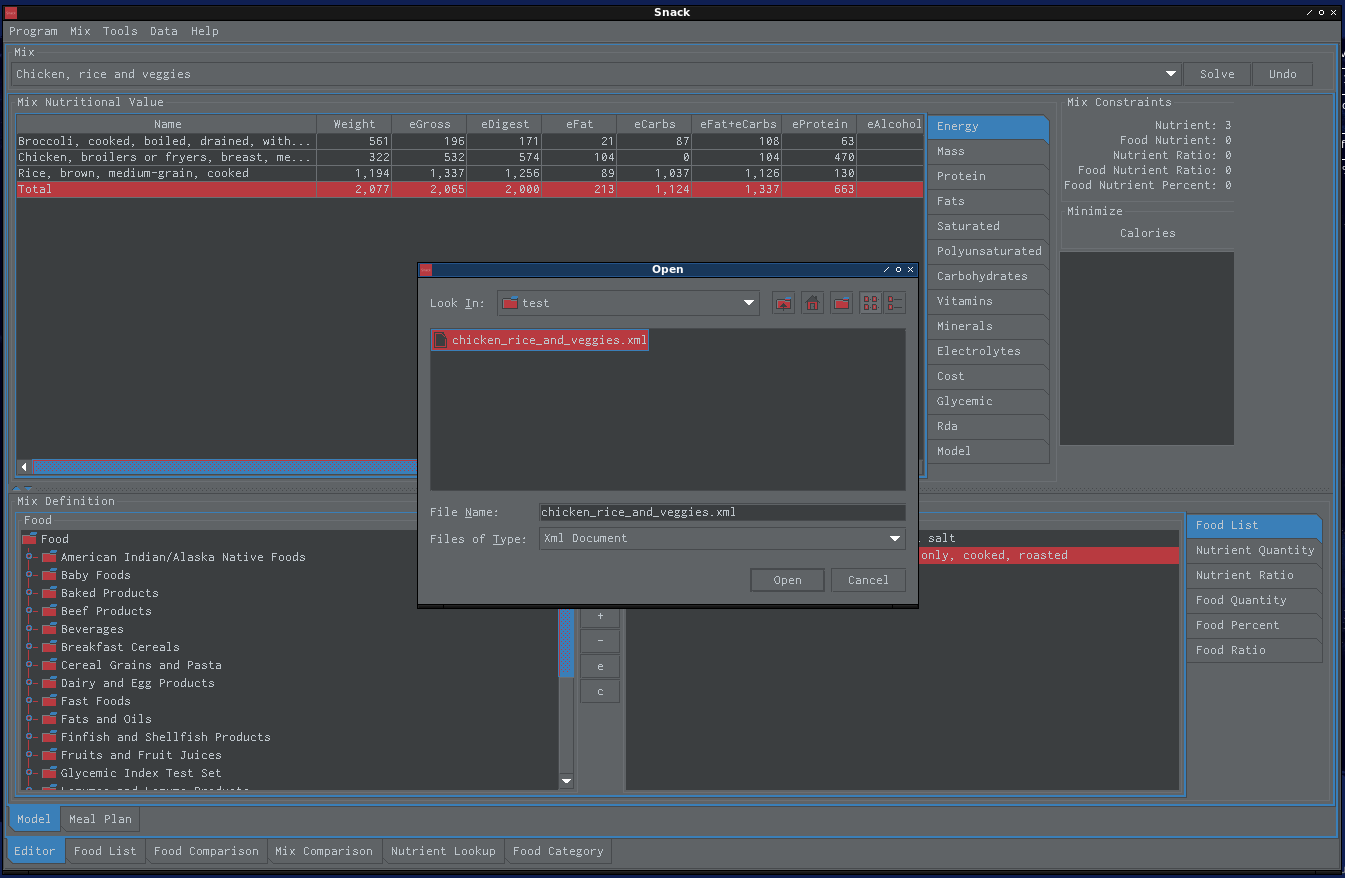 Snack
Program Mix Tools Data Help
Mix
Chicken, rice and veggies Solve Undo
Mix Nutritional Value
Name Weight eGross eDigest eFat eCarbs eFat+eCarbs eProtein eAlcohol
Broccoli, cooked, boiled, drained, with... 561 196 171 21 87 108 63
Chicken, broilers or fryers, breast, me... 322 532 574 104 0 104 470
Rice, brown, medium-grain, cooked 1,194 1,337 1,256 89 1,037 1,126 130
Total 2,077 2,065 2,000 213 1,124 1,337 663
Energy
Mass
Protein
Fats
Saturated
Polyunsaturated
Carbohydrates
Vitamins
Minerals
Electrolytes
Cost
Glycemic
Rda
Model
Mix Constraints
Nutrient: 3
Food Nutrient: 0
Nutrient Ratio: 0
Food Nutrient Ratio: 0
Food Nutrient Percent: 0
Minimize
Calories
Open
Look In: test
chicken_rice_and_veggies.xml
File Name: chicken_rice_and_veggies.xml
Files of Type: Xml Document
Open Cancel
Mix Definition
Food
Food
American Indian/Alaska Native Foods
Baby Foods
Baked Products
Beef Products
Beverages
Breakfast Cereals
Cereal Grains and Pasta
Dairy and Egg Products
Fast Foods
Fats and Oils
Finfish and Shellfish Products
Fruits and Fruit Juices
Glycemic Index Test Set
Legumes and Legume Products
+
-
e
c
salt
only, cooked, roasted
Food List
Nutrient Quantity
Nutrient Ratio
Food Quantity
Food Percent
Food Ratio
Model Meal Plan
Editor Food List Food Comparison Mix Comparison Nutrient Lookup Food Category